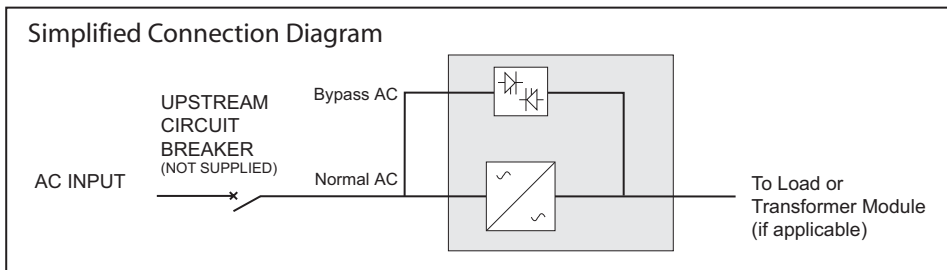 Simplified Connection Diagram
Bypass AC
UPSTREAM
CIRCUIT
BREAKER
(NOT SUPPLIED)
AC INPUT
Normal AC
To Load or
Transformer Module
(if applicable)